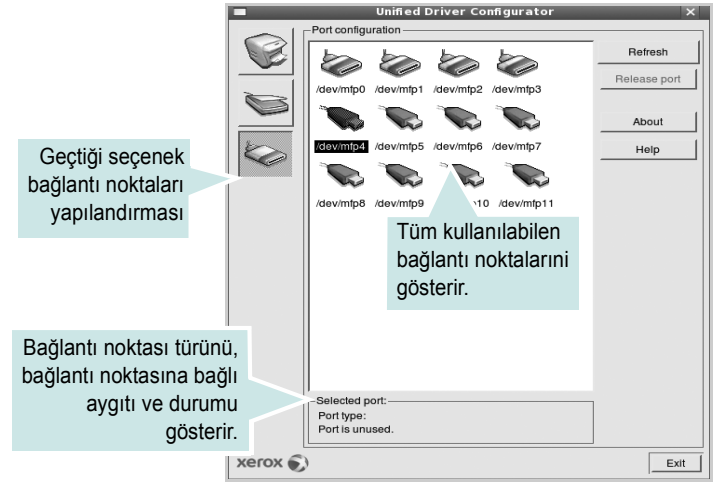 Unified Driver Configurator
Port configuration
/dev/mfp0 /dev/mfp1 /dev/mfp2 /dev/mfp3
Refresh
Release port
About
Help
/dev/mfp4 /dev/mfp5 /dev/mfp6 /dev/mfp7
/dev/mfp8 /dev/mfp9 10 /dev/mfp11
Geçtiği seçenek
bağlantı noktaları
yapılandırması
Tüm kullanılabilen
bağlantı noktalarıni
gösterir.
Bağlantı noktası türünü,
bağlantı noktasına bağlı
aygıtı ve durumu
gösterir.
Selected port:
Port type:
Port is unused.
xerox
Exit